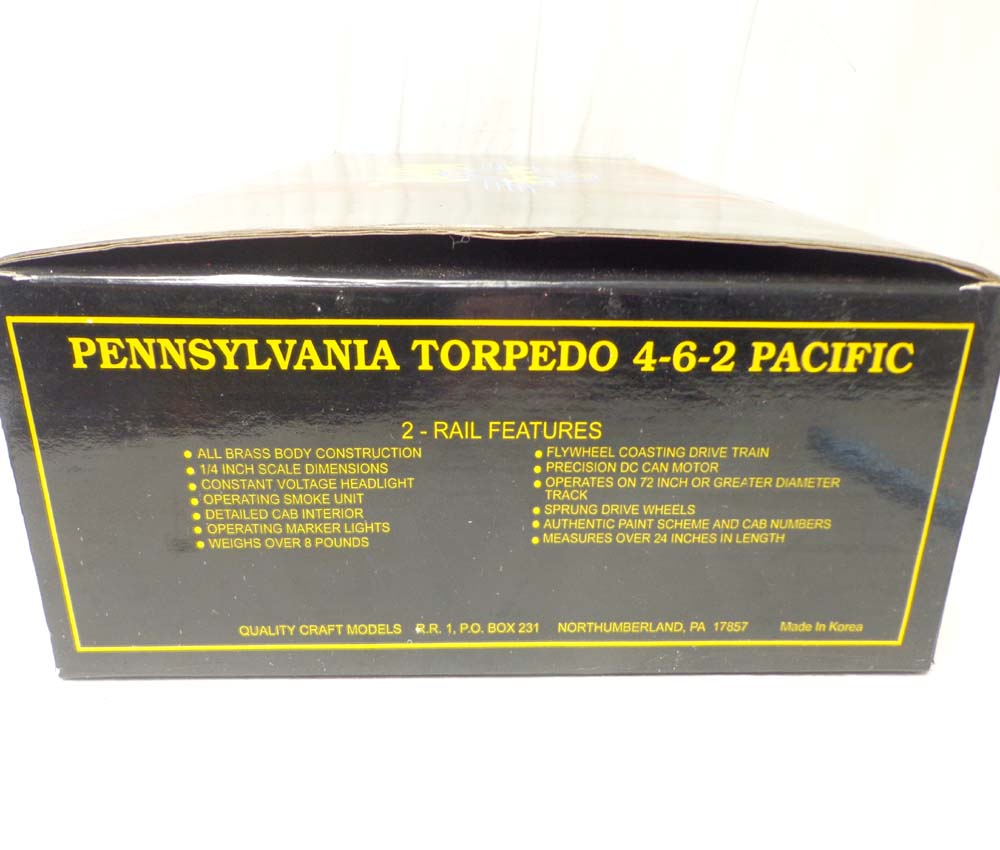 PENNSYLVANIA TORPEDO 4-6-2 PACIFIC
2 - RAIL FEATURES
• ALL BRASS BODY CONSTRUCTION
• 1/4 INCH SCALE DIMENSIONS
• CONSTANT VOLTAGE HEADLIGHT
• OPERATING SMOKE UNIT
• DETAILED CAB INTERIOR
• OPERATING MARKER LIGHTS
• WEIGHS OVER 8 POUNDS
• FLYWHEEL COASTING DRIVE TRAIN
• PRECISION DC CAN MOTOR
• OPERATES ON 72 INCH OR GREATER DIAMETER
TRACK
• SPRUNG DRIVE WHEELS
• AUTHENTIC PAINT SCHEME AND CAB NUMBERS
• MEASURES OVER 24 INCHES IN LENGTH
QUALITY CRAFT MODELS R.R. 1, P.O. BOX 231 NORTHUMBERLAND, PA 17857 Made In Korea